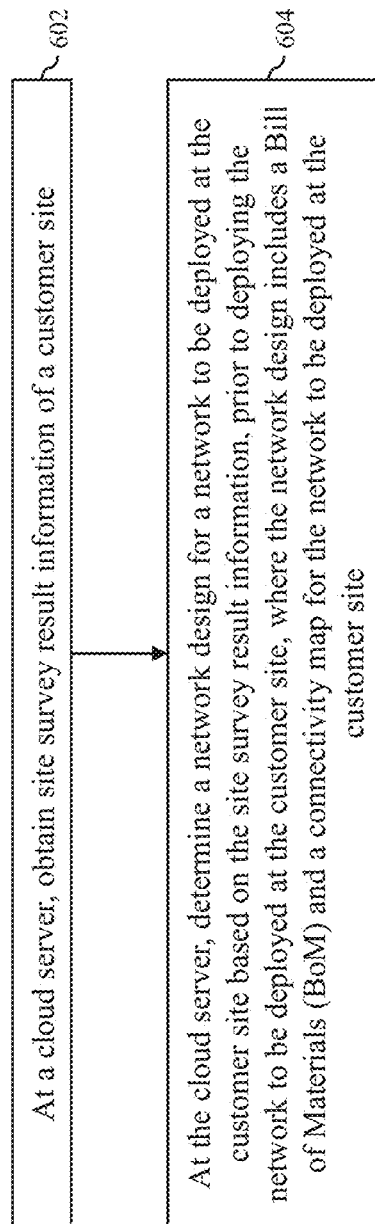 At a cloud server, obtain site survey result information of a customer site
602
At the cloud server, determine a network design for a network to be deployed at the
customer site based on the site survey result information, prior to deploying the
network to be deployed at the customer site, where the network design includes a Bill
of Materials (BoM) and a connectivity map for the network to be deployed at the
customer site
604